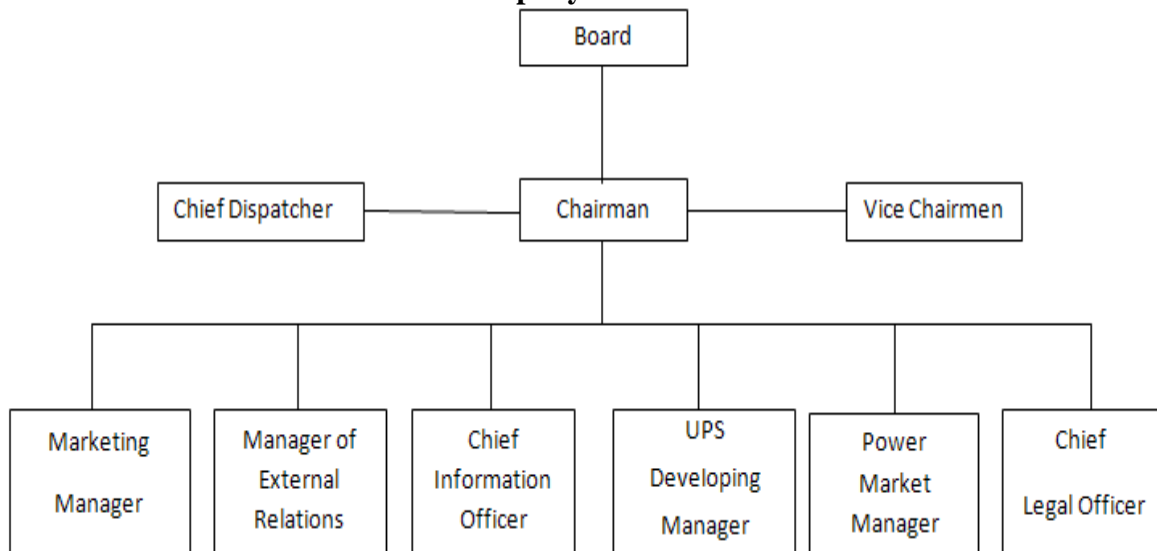 Board
Chief Dispatcher
Chairman
Vice Chairmen
Marketing
Manager
Manager of
External
Relations
Chief
Information
Officer
UPS
Developing
Manager
Power
Market
Manager
Chief
Legal Officer